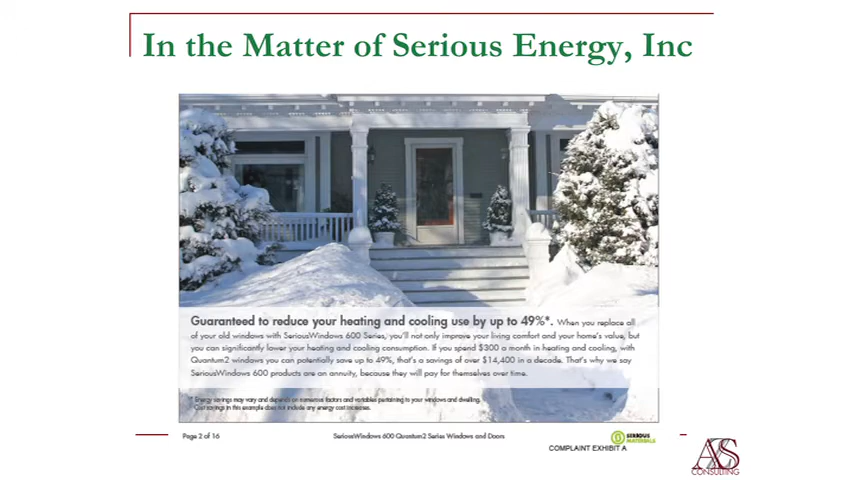 In the Matter of Serious Energy, Inc
Guaranteed to reduce your heating and cooling use by up to 49%*. When you replace all
of your old windows with SeriousWindows 600 Series, you'll not only improve your living comfort and your home's value, but
you can significantly lower your heating and cooling consumption. If you spend $300 a month in heating and cooling, with
Quantum2 windows you can potentially save up to 49%, that's a savings of over $14,400 in a decade. That's why we say
SeriousWindows 600 products are an annuity, because they will pay for themselves over time.
* Energy savings may vary and depends on numerous factors and variables pertaining to your windows and dwelling.
Cost savings in this example does not include any energy cost increases.
Page 2 of 16
SeriousWindows 600 Quantum2 Series Windows and Doors
SERIOUS
MATERIALS
COMPLAINT EXHIBIT A
AZS
CONSULTING